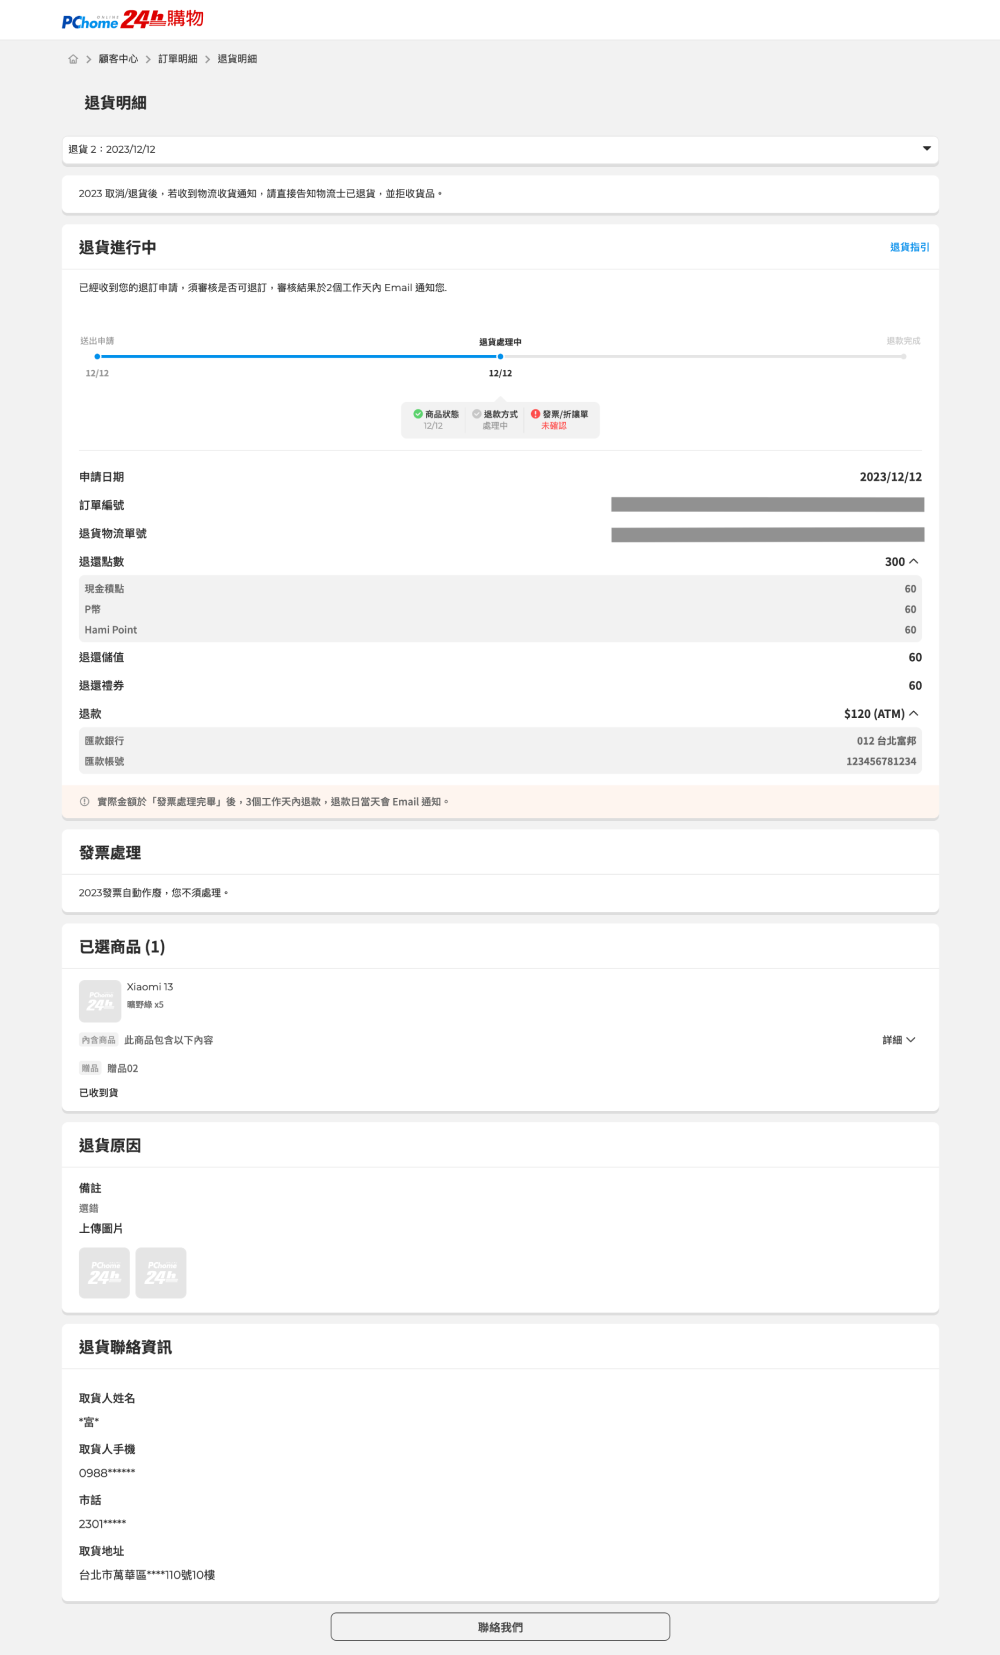 PChome ONLINE 24h購物
顧客中心 > 訂單明細 > 退貨明細
退貨明細
退貨 2：2023/12/12
2023 取消/退貨後，若收到物流收貨通知，請直接告知物流士已退貨，並拒收貨品。
退貨進行中 退貨指引
已經收到您的退訂申請，須審核是否可退訂，審核結果於2個工作天內 Email 通知您.
送出申請 退貨處理中 退款完成
12/12 12/12
商品狀態 退款方式 發票/折讓單
12/12 處理中 未確認
申請日期 2023/12/12
訂單編號
退貨物流單號
退還點數 300
現金積點 60
P幣 60
Hami Point 60
退還儲值 60
退還禮券 60
退款 $120 (ATM)
匯款銀行 012 台北富邦
匯款帳號 123456781234
實際金額於「發票處理完畢」後，3個工作天內退款，退款日當天會 Email 通知。
發票處理
2023發票自動作廢，您不須處理。
已選商品 (1)
PChome 24h
Xiaomi 13
曠野綠 x5
內含商品 此商品包含以下內容 詳細
贈品 贈品02
已收到貨
退貨原因
備註
選錯
上傳圖片
PChome 24h PChome 24h
退貨聯絡資訊
取貨人姓名
*富*
取貨人手機
0988******
市話
2301*****
取貨地址
台北市萬華區****110號10樓
聯絡我們